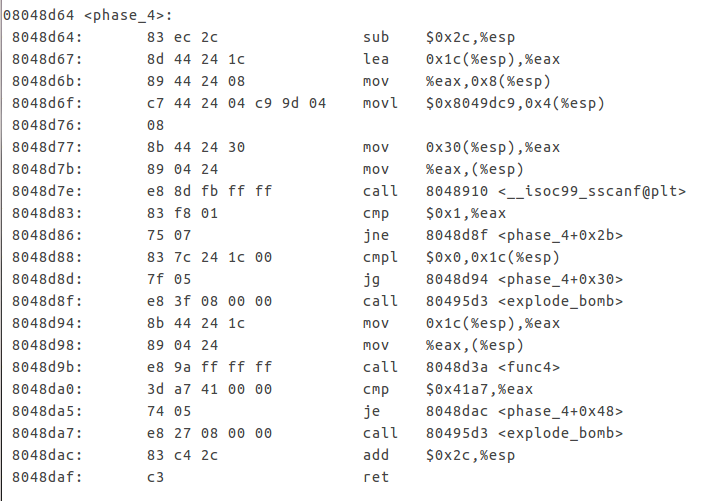 08048d64 <phase_4>:
8048d64: 83 ec 2c sub $0x2c,%esp
8048d67: 8d 44 24 1c lea 0x1c(%esp),%eax
8048d6b: 89 44 24 08 mov %eax,0x8(%esp)
8048d6f: c7 44 24 04 c9 9d 04 movl $0x8049dc9,0x4(%esp)
8048d76: 08
8048d77: 8b 44 24 30 mov 0x30(%esp),%eax
8048d7b: 89 04 24 mov %eax,(%esp)
8048d7e: e8 8d fb ff ff call 8048910 <__isoc99_sscanf@plt>
8048d83: 83 f8 01 cmp $0x1,%eax
8048d86: 75 07 jne 8048d8f <phase_4+0x2b>
8048d88: 83 7c 24 1c 00 cmpl $0x0,0x1c(%esp)
8048d8d: 7f 05 jg 8048d94 <phase_4+0x30>
8048d8f: e8 3f 08 00 00 call 80495d3 <explode_bomb>
8048d94: 8b 44 24 1c mov 0x1c(%esp),%eax
8048d98: 89 04 24 mov %eax,(%esp)
8048d9b: e8 9a ff ff ff call 8048d3a <func4>
8048da0: 3d a7 41 00 00 cmp $0x41a7,%eax
8048da5: 74 05 je 8048dac <phase_4+0x48>
8048da7: e8 27 08 00 00 call 80495d3 <explode_bomb>
8048dac: 83 c4 2c add $0x2c,%esp
8048daf: c3 ret